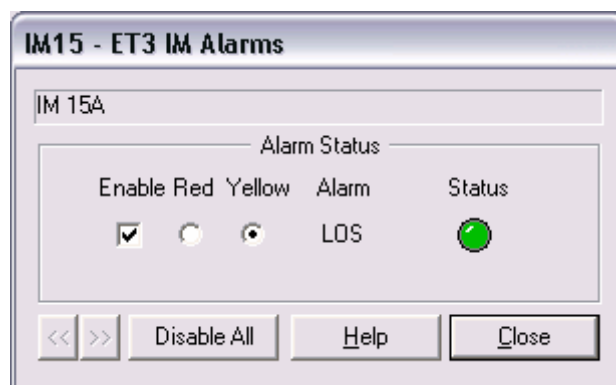 IM15 - ET3 IM Alarms
IM 15A
Alarm Status
Enable Red Yellow Alarm Status
LOS
<< >> Disable All Help Close